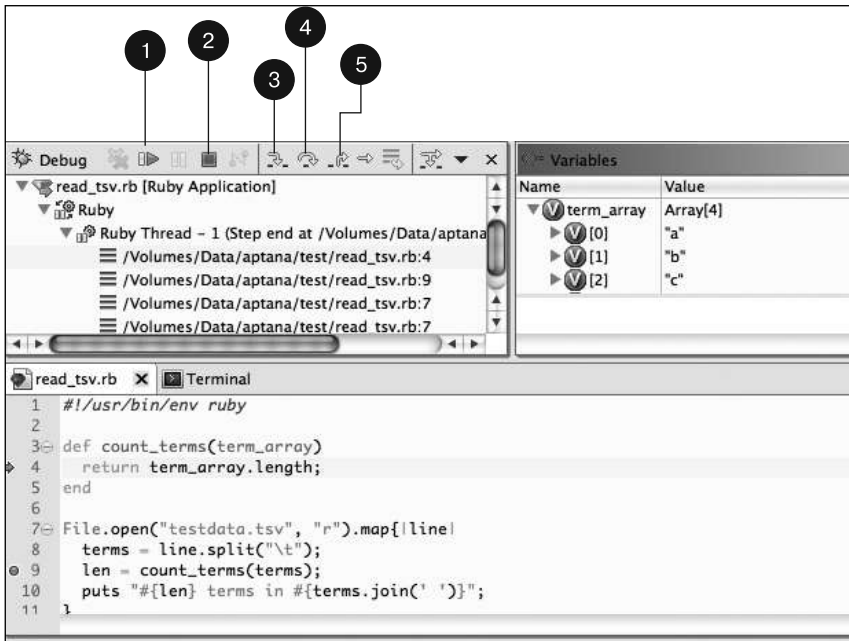 1
2
4
3
5
Debug
Variables
read_tsv.rb [Ruby Application]
Ruby
Ruby Thread - 1 (Step end at /Volumes/Data/aptana
/Volumes/Data/aptana/test/read_tsv.rb:4
/Volumes/Data/aptana/test/read_tsv.rb:9
/Volumes/Data/aptana/test/read_tsv.rb:7
/Volumes/Data/aptana/test/read_tsv.rb:7
Name Value
term_array Array[4]
[0] "a"
[1] "b"
[2] "c"
read_tsv.rb Terminal
1 #!/usr/bin/env ruby
2
3 def count_terms(term_array)
4 return term_array.length;
5 end
6
7 File.open("testdata.tsv", "r").map{|line|
8 terms = line.split("\t");
9 len = count_terms(terms);
10 puts "#{len} terms in #{terms.join(' ')}";
11 }